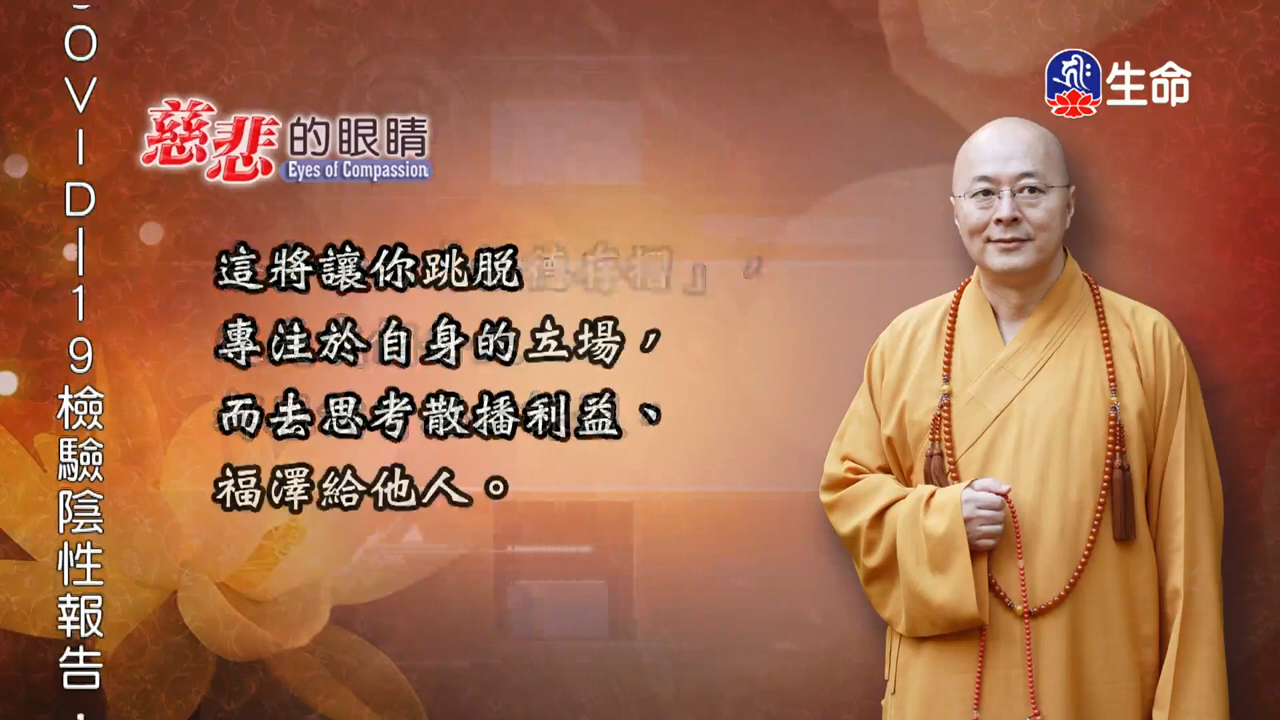 生命
慈悲的眼睛
Eyes of Compassion
這將讓你跳脫
專注於自身的立場，
而去思考散播利益、
福澤給他人。
OVID-19檢驗陰性報告